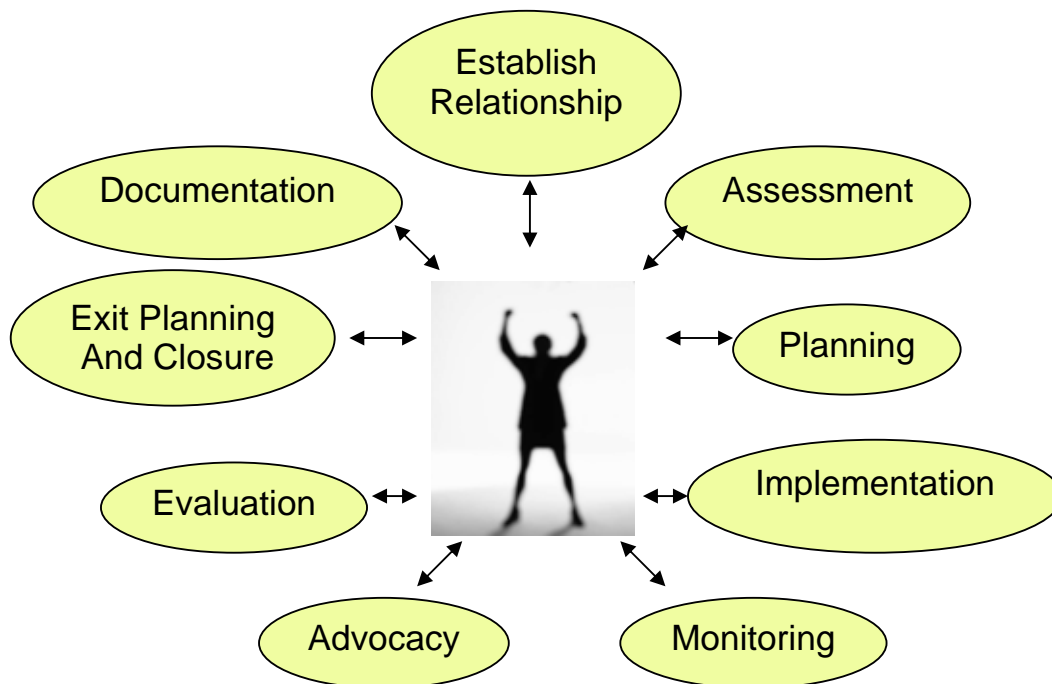 Establish
Relationship
Documentation
Assessment
Exit Planning
And Closure
Planning
Evaluation
Implementation
Advocacy
Monitoring